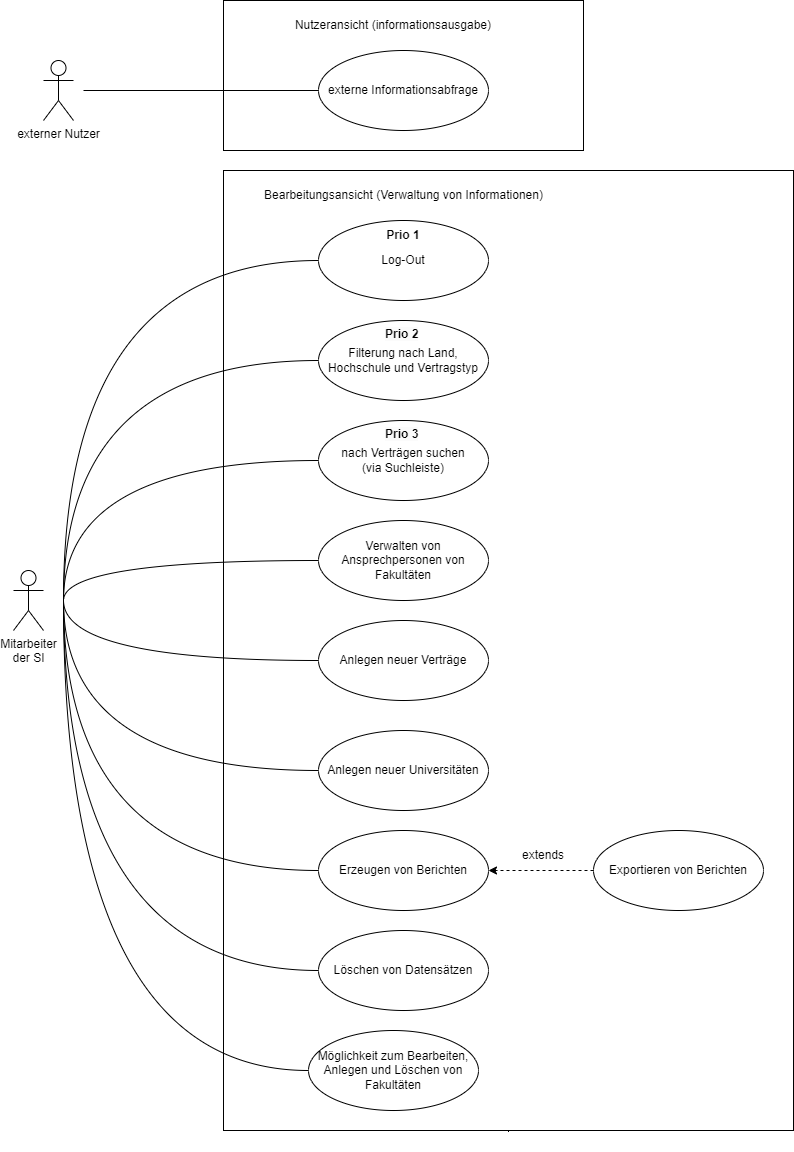 Nutzeransicht (informationsausgabe)
externe Informationsabfrage
externer Nutzer
Bearbeitungsansicht (Verwaltung von Informationen)
Prio 1
Log-Out
Prio 2
Filterung nach Land,
Hochschule und Vertragstyp
Prio 3
nach Verträgen suchen
(via Suchleiste)
Verwalten von
Ansprechpersonen von
Fakultäten
Mitarbeiter
der SI
Anlegen neuer Verträge
Anlegen neuer Universitäten
Erzeugen von Berichten
extends
Exportieren von Berichten
Löschen von Datensätzen
Möglichkeit zum Bearbeiten,
Anlegen und Löschen von
Fakultäten